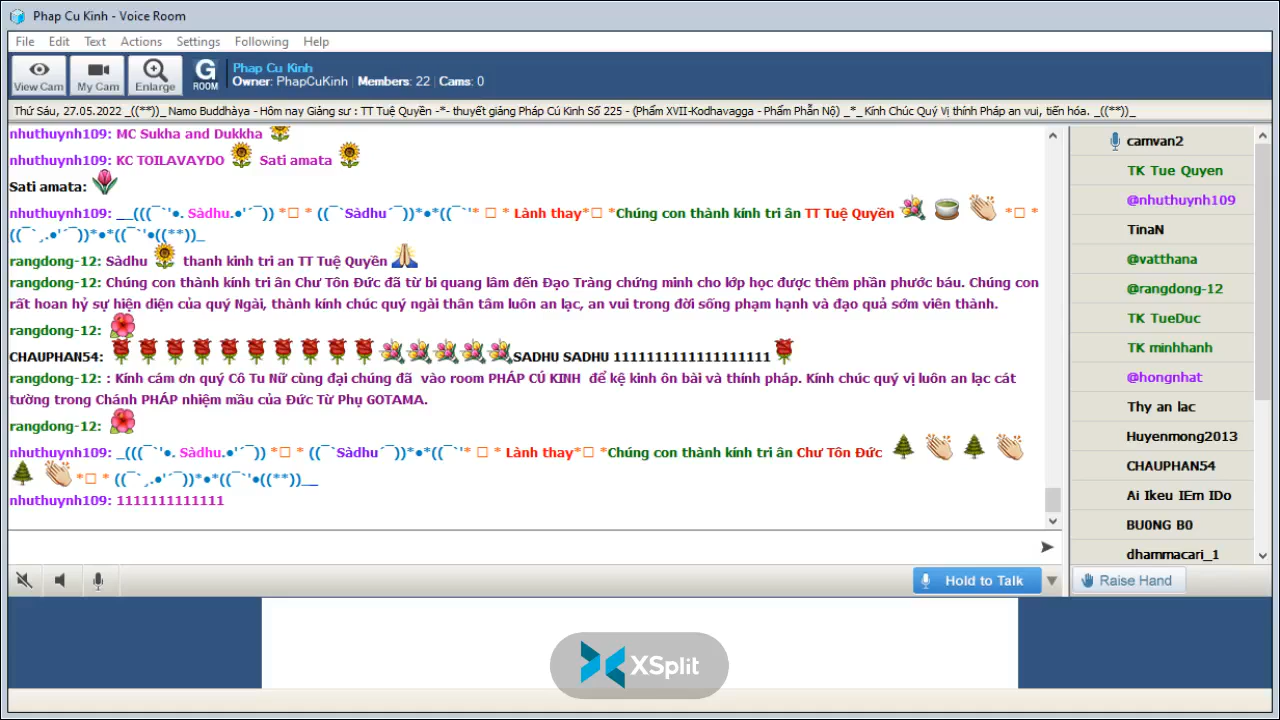 Phap Cu Kinh - Voice Room
File Edit Text Actions Settings Following Help
View Cam My Cam Enlarge G ROOM
Phap Cu Kinh
Owner: PhapCuKinh | Members: 22 | Cams: 0
Thứ Sáu, 27.05.2022 _((**))_ Namo Buddhàya - Hôm nay Giảng sư : TT Tuệ Quyền -*- thuyết giảng Pháp Cú Kinh Số 225 - (Phẩm XVII-Kodhavagga - Phẩm Phẫn Nộ) _*_ Kính Chúc Quý Vị thính Pháp an vui, tiến hóa. _((**))_
nhuthuynh109: MC Sukha and Dukkha
nhuthuynh109: KC TOILAVAYDO Sati amata
Sati amata:
nhuthuynh109: __(((¯`'●. Sàdhu.●'´¯)) *□ * ((¯`Sàdhu´¯))*●*((¯`'* □ * Lành thay*□ *Chúng con thành kính tri ân TT Tuệ Quyền *□ *
((¯`¸.●'´¯))*●*((¯`'●((**))_
rangdong-12: Sàdhu thanh kinh tri an TT Tuệ Quyền
rangdong-12: Chúng con thành kính tri ân Chư Tôn Đức đã từ bi quang lâm đến Đạo Tràng chứng minh cho lớp học được thêm phần phước báu. Chúng con
rất hoan hỷ sự hiện diện của quý Ngài, thành kính chúc quý ngài thân tâm luôn an lạc, an vui trong đời sống phạm hạnh và đạo quả sớm viên thành.
rangdong-12:
CHAUPHAN54: SADHU SADHU 1111111111111111111
rangdong-12: : Kính cám ơn quý Cô Tu Nữ cùng đại chúng đã vào room PHÁP CÚ KINH để kệ kinh ôn bài và thính pháp. Kính chúc quý vị luôn an lạc cát
tường trong Chánh PHÁP nhiệm mầu của Đức Từ Phụ GOTAMA.
rangdong-12:
nhuthuynh109: _(((¯`'●. Sàdhu.●'´¯)) *□ * ((¯`Sàdhu´¯))*●*((¯`'* □ * Lành thay*□ *Chúng con thành kính tri ân Chư Tôn Đức
*□ * ((¯`¸.●'´¯))*●*((¯`'●((**))__
nhuthuynh109: 1111111111111
Hold to Talk
camvan2
TK Tue Quyen
@nhuthuynh109
TinaN
@vatthana
@rangdong-12
TK TueDuc
TK minhhanh
@hongnhat
Thy an lac
Huyenmong2013
CHAUPHAN54
Ai Ikeu IEm IDo
BU0NG B0
dhammacari_1
Raise Hand
XSplit